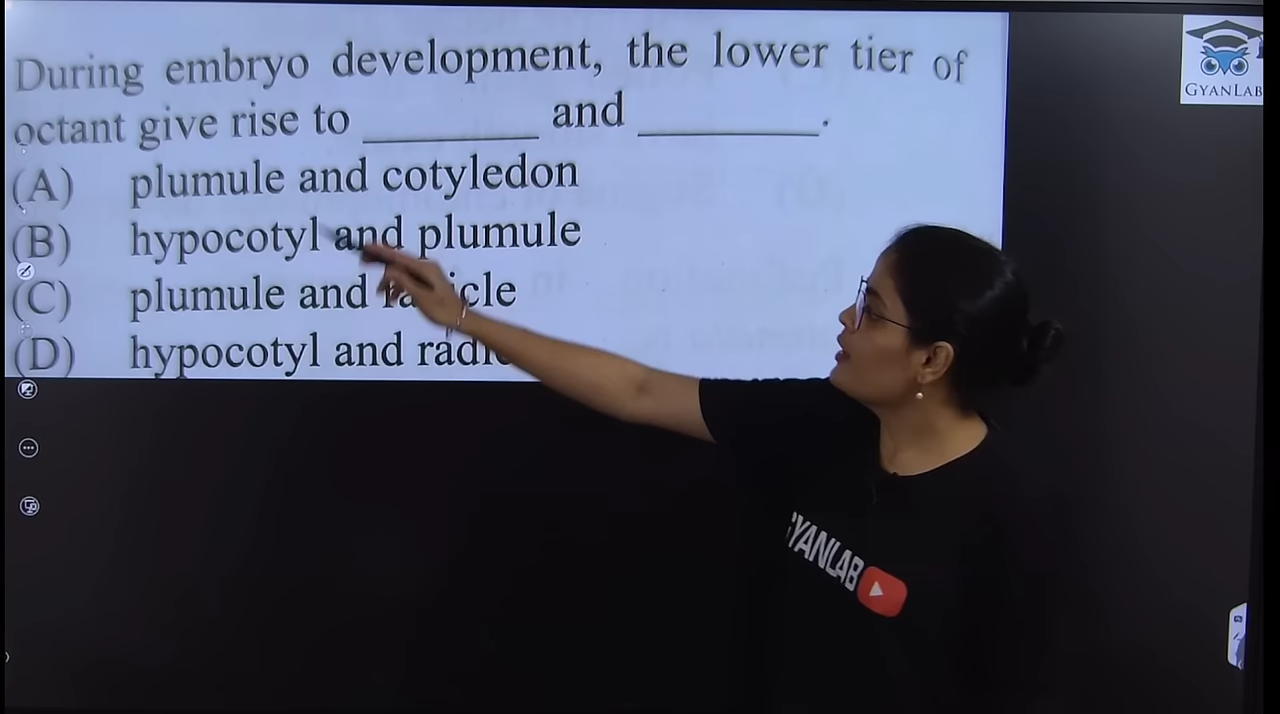 During embryo development, the lower tier of
octant give rise to ________ and ________.
(A) plumule and cotyledon
(B) hypocotyl and plumule
(C) plumule and
(D) hypocotyl and
GYANLAB
GYANLAB